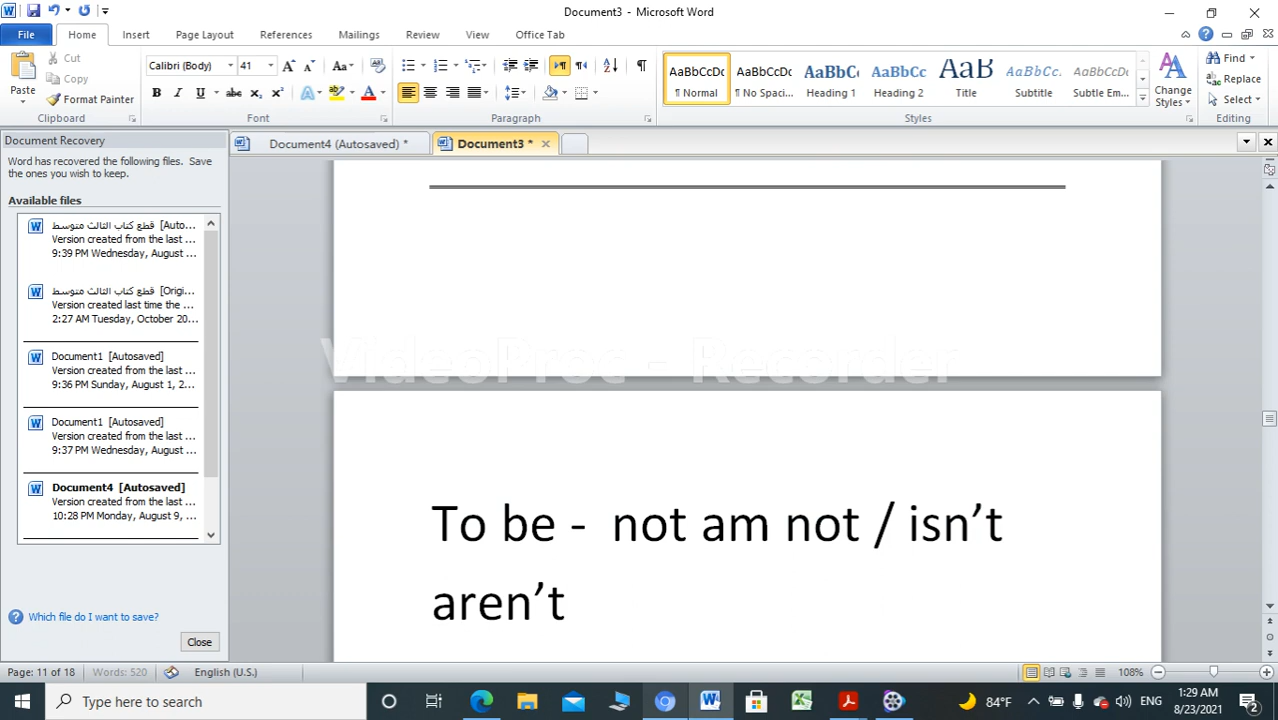 Document3 - Microsoft Word
File Home Insert Page Layout References Mailings Review View Office Tab
Paste
Cut
Copy
Format Painter
Clipboard
Calibri (Body) 41
Font
Paragraph
AaBbCcDc ¶ Normal
AaBbCcDc ¶ No Spaci...
AaBbC Heading 1
AaBbCc Heading 2
AaB Title
AaBbCc. Subtitle
AaBbCcDc Subtle Em...
Change Styles
Styles
Find
Replace
Select
Editing
Document Recovery
Word has recovered the following files. Save
the ones you wish to keep.
Available files
قطع كتاب الثالث متوسط [Auto...
Version created from the last ...
9:39 PM Wednesday, August ...
قطع كتاب الثالث متوسط [Origi...
Version created last time the ...
2:27 AM Tuesday, October 20...
Document1 [Autosaved]
Version created from the last ...
9:36 PM Sunday, August 1, 2...
Document1 [Autosaved]
Version created from the last ...
9:37 PM Wednesday, August ...
Document4 [Autosaved]
Version created from the last ...
10:28 PM Monday, August 9, ...
Which file do I want to save?
Close
Document4 (Autosaved) *
Document3 *
VideoProc - Recorder
To be - not am not / isn’t
aren’t
Page: 11 of 18 Words: 520 English (U.S.) 108%
Type here to search
84°F ENG
1:29 AM
8/23/2021
2